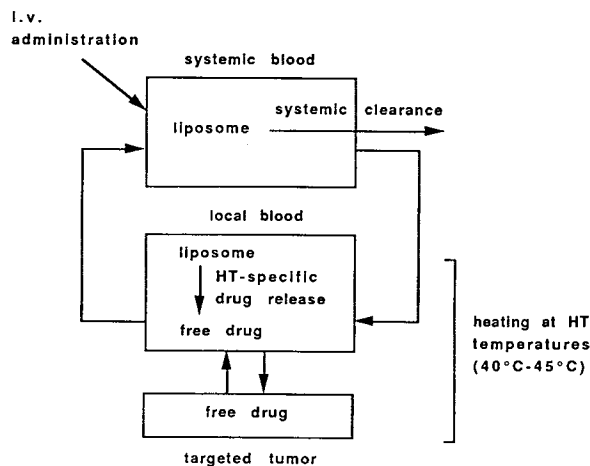 I.v.
administration
systemic blood
systemic clearance
liposome
local blood
liposome
HT-specific
drug release
free drug
heating at HT
temperatures
(40°C-45°C)
free drug
targeted tumor